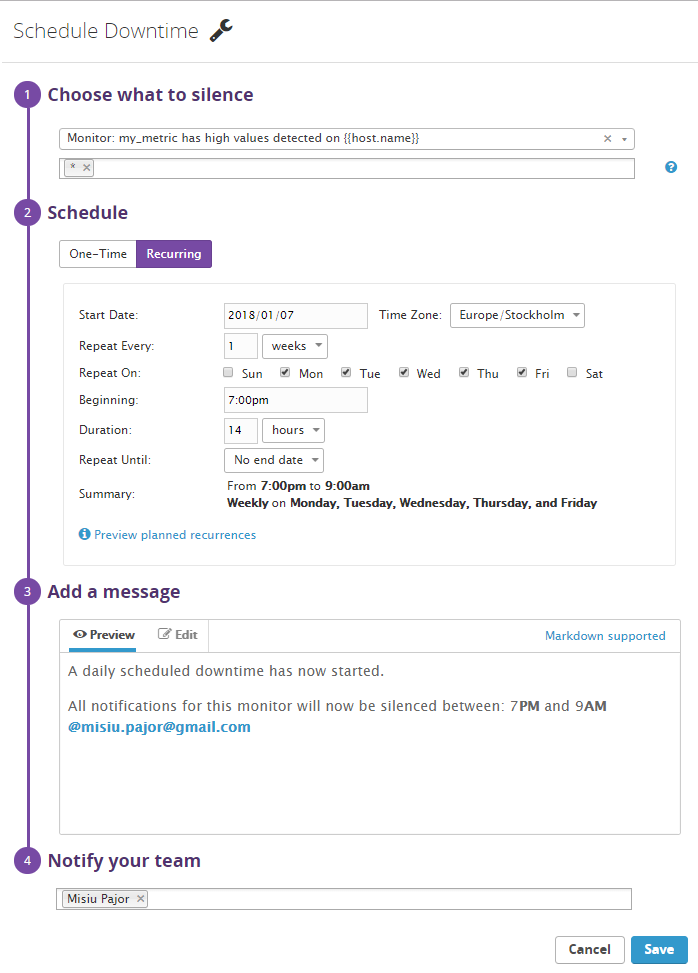 Schedule Downtime
1 Choose what to silence
Monitor: my_metric has high values detected on {{host.name}} ×
* ×
?
2 Schedule
One-Time Recurring
Start Date: 2018/01/07 Time Zone: Europe/Stockholm
Repeat Every: 1 weeks
Repeat On: Sun Mon Tue Wed Thu Fri Sat
Beginning: 7:00pm
Duration: 14 hours
Repeat Until: No end date
Summary: From 7:00pm to 9:00am
Weekly on Monday, Tuesday, Wednesday, Thursday, and Friday
Preview planned recurrences
3 Add a message
Preview Edit Markdown supported
A daily scheduled downtime has now started.
All notifications for this monitor will now be silenced between: 7PM and 9AM
@misiu.pajor@gmail.com
4 Notify your team
Misiu Pajor ×
Cancel Save